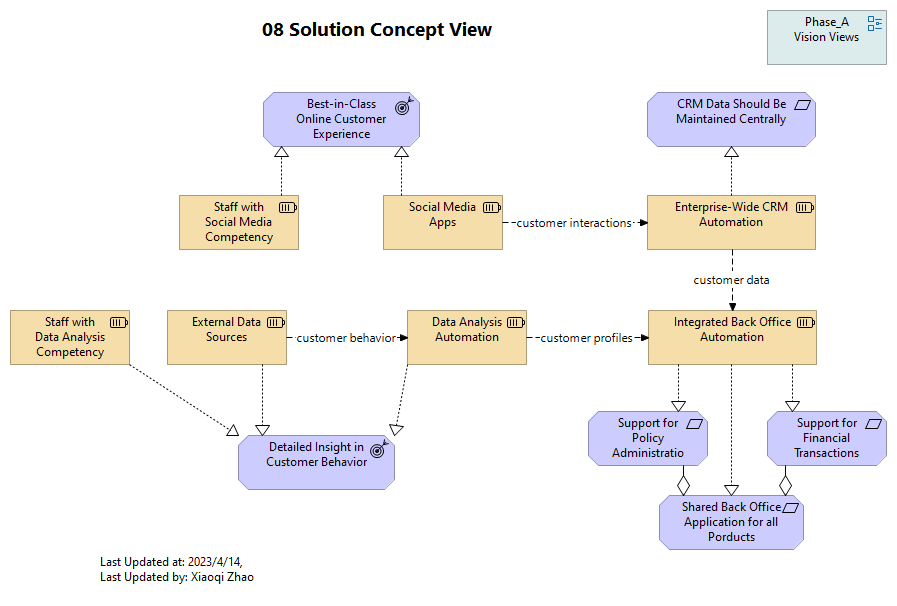 08 Solution Concept View
Phase_A
Vision Views
Best-in-Class
Online Customer
Experience
CRM Data Should Be
Maintained Centrally
Staff with
Social Media
Competency
Social Media
Apps
customer interactions
Enterprise-Wide CRM
Automation
customer data
Staff with
Data Analysis
Competency
External Data
Sources
customer behavior
Data Analysis
Automation
customer profiles
Integrated Back Office
Automation
Detailed Insight in
Customer Behavior
Support for
Policy
Administratio
Support for
Financial
Transactions
Shared Back Office
Application for all
Porducts
Last Updated at: 2023/4/14,
Last Updated by: Xiaoqi Zhao